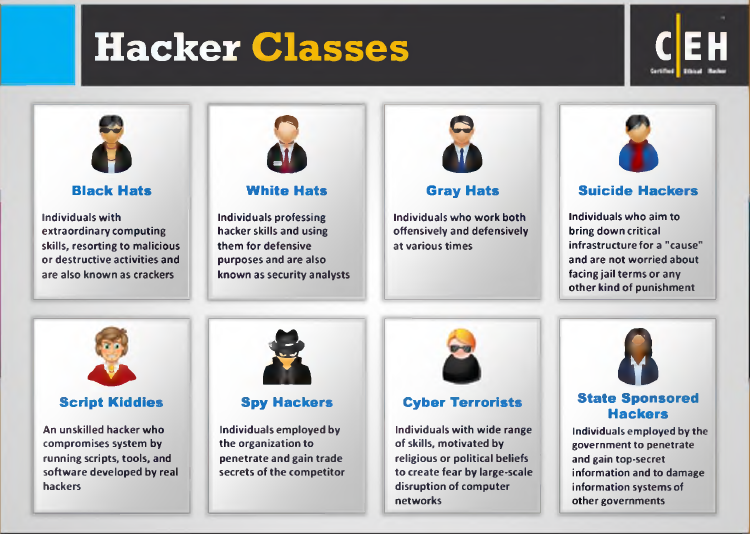 Hacker Classes
C|EH
Certified Ethical Hacker
Black Hats
Individuals with
extraordinary computing
skills, resorting to malicious
or destructive activities and
are also known as crackers
White Hats
Individuals professing
hacker skills and using
them for defensive
purposes and are also
known as security analysts
Gray Hats
Individuals who work both
offensively and defensively
at various times
Suicide Hackers
Individuals who aim to
bring down critical
infrastructure for a "cause"
and are not worried about
facing jail terms or any
other kind of punishment
Script Kiddies
An unskilled hacker who
compromises system by
running scripts, tools, and
software developed by real
hackers
Spy Hackers
Individuals employed by
the organization to
penetrate and gain trade
secrets of the competitor
Cyber Terrorists
Individuals with wide range
of skills, motivated by
religious or political beliefs
to create fear by large-scale
disruption of computer
networks
State Sponsored
Hackers
Individuals employed by the
government to penetrate
and gain top-secret
information and to damage
information systems of
other governments